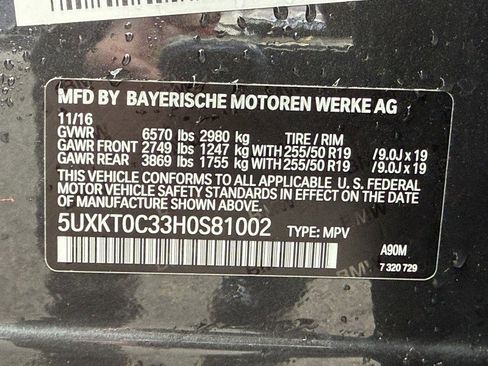 MFD BY BAYERISCHE MOTOREN WERKE AG
11/16
GVWR 6570 lbs 2980 kg TIRE / RIM
GAWR FRONT 2749 lbs 1247 kg WITH 255/50 R19 /9.0J x 19
GAWR REAR 3869 lbs 1755 kg WITH 255/50 R19 /9.0J x 19
THIS VEHICLE CONFORMS TO ALL APPLICABLE U.S. FEDERAL
MOTOR VEHICLE SAFETY STANDARDS IN EFFECT ON THE DATE
OF MANUFACTURE SHOWN ABOVE.
5UXKT0C33H0S81002 TYPE: MPV
A90M
7 320 729